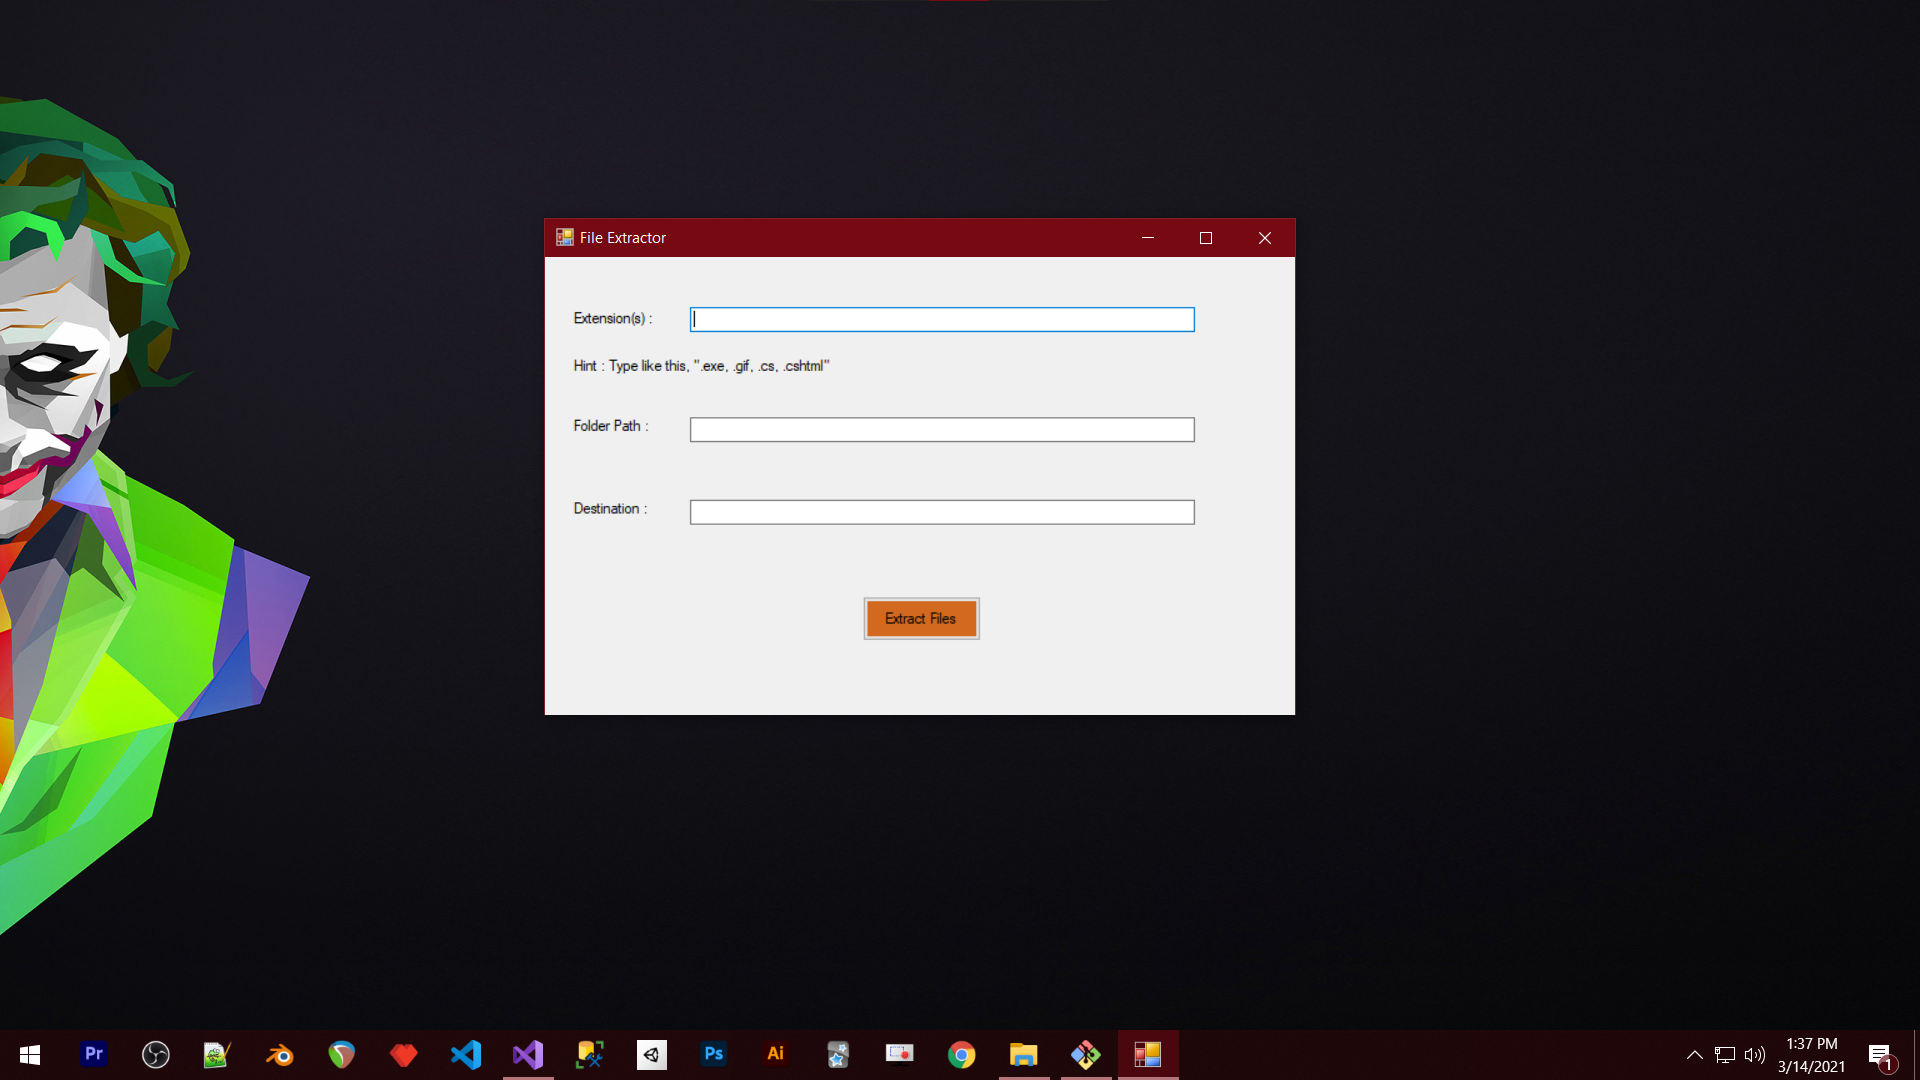 File Extractor
Extension(s) :
Hint : Type like this, ".exe, .gif, .cs, .cshtml"
Folder Path :
Destination :
Extract Files
Pr
Ps
Ai
1:37 PM
3/14/2021
1